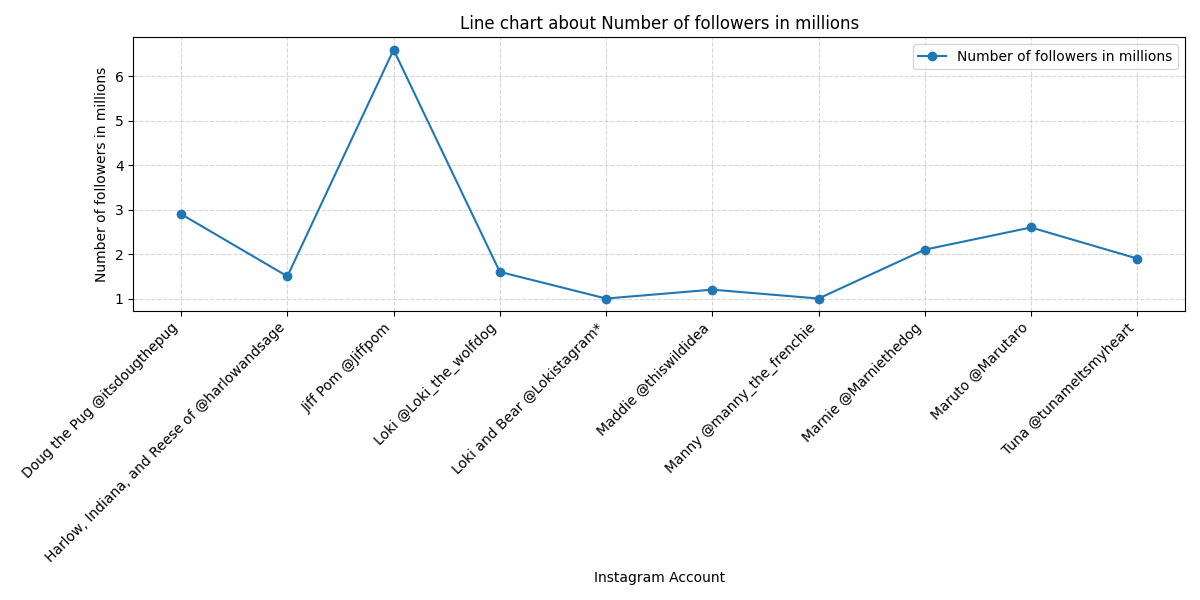 Line chart about Number of followers in millions
Number of followers in millions
Number of followers in millions
6
5
4
3
2
1
Doug the Pug @itsdougthepug
Harlow, Indiana, and Reese of @harlowandsage
Jiff Pom @Jiffpom
Loki @Loki_the_wolfdog
Loki and Bear @Lokistagram*
Maddie @thiswildidea
Manny @manny_the_frenchie
Marnie @Marniethedog
Maruto @Marutaro
Tuna @tunameltsmyheart
Instagram Account